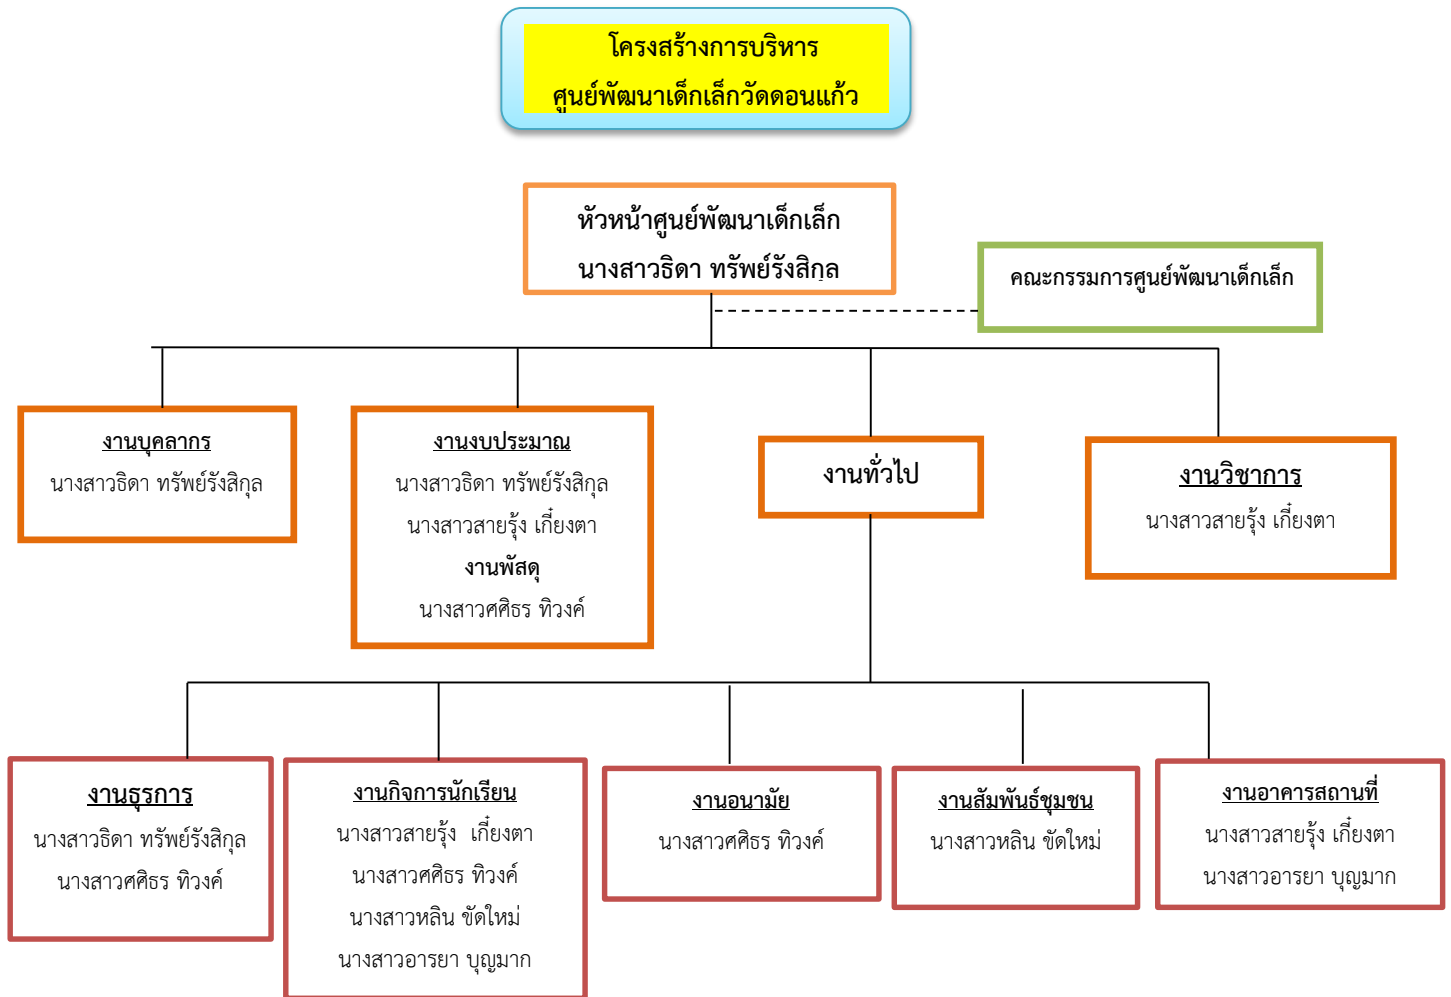 โครงสร้างการบริหาร
ศูนย์พัฒนาเด็กเล็กวัดดอนแก้ว
หัวหน้าศูนย์พัฒนาเด็กเล็ก
นางสาวธิดา ทรัพย์รังสิกุล
คณะกรรมการศูนย์พัฒนาเด็กเล็ก
งานบุคลากร
นางสาวธิดา ทรัพย์รังสิกุล
งานงบประมาณ
นางสาวธิดา ทรัพย์รังสิกุล
นางสาวสายรุ้ง เกี๋ยงตา
งานพัสดุ
นางสาวศศิธร ทิวงค์
งานทั่วไป
งานวิชาการ
นางสาวสายรุ้ง เกี๋ยงตา
งานธุรการ
นางสาวธิดา ทรัพย์รังสิกุล
นางสาวศศิธร ทิวงค์
งานกิจการนักเรียน
นางสาวสายรุ้ง  เกี๋ยงตา
นางสาวศศิธร ทิวงค์
นางสาวหลิน ขัดใหม่
นางสาวอารยา บุญมาก
งานอนามัย
นางสาวศศิธร ทิวงค์
งานสัมพันธ์ชุมชน
นางสาวหลิน ขัดใหม่
งานอาคารสถานที่
นางสาวสายรุ้ง เกี๋ยงตา
นางสาวอารยา บุญมาก